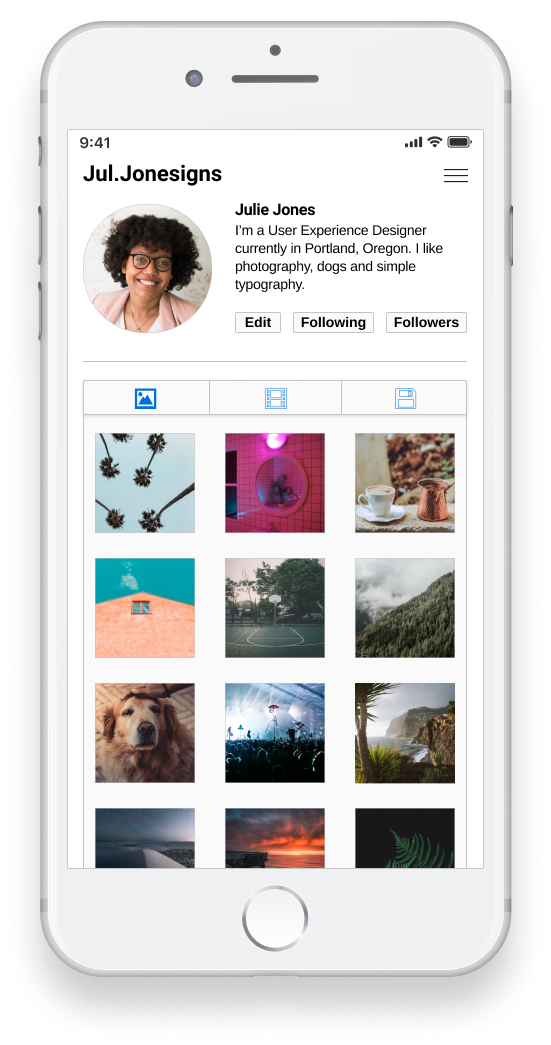 9:41
Jul.Jonesigns
Julie Jones
I'm a User Experience Designer
currently in Portland, Oregon. I like
photography, dogs and simple
typography.
Edit Following Followers